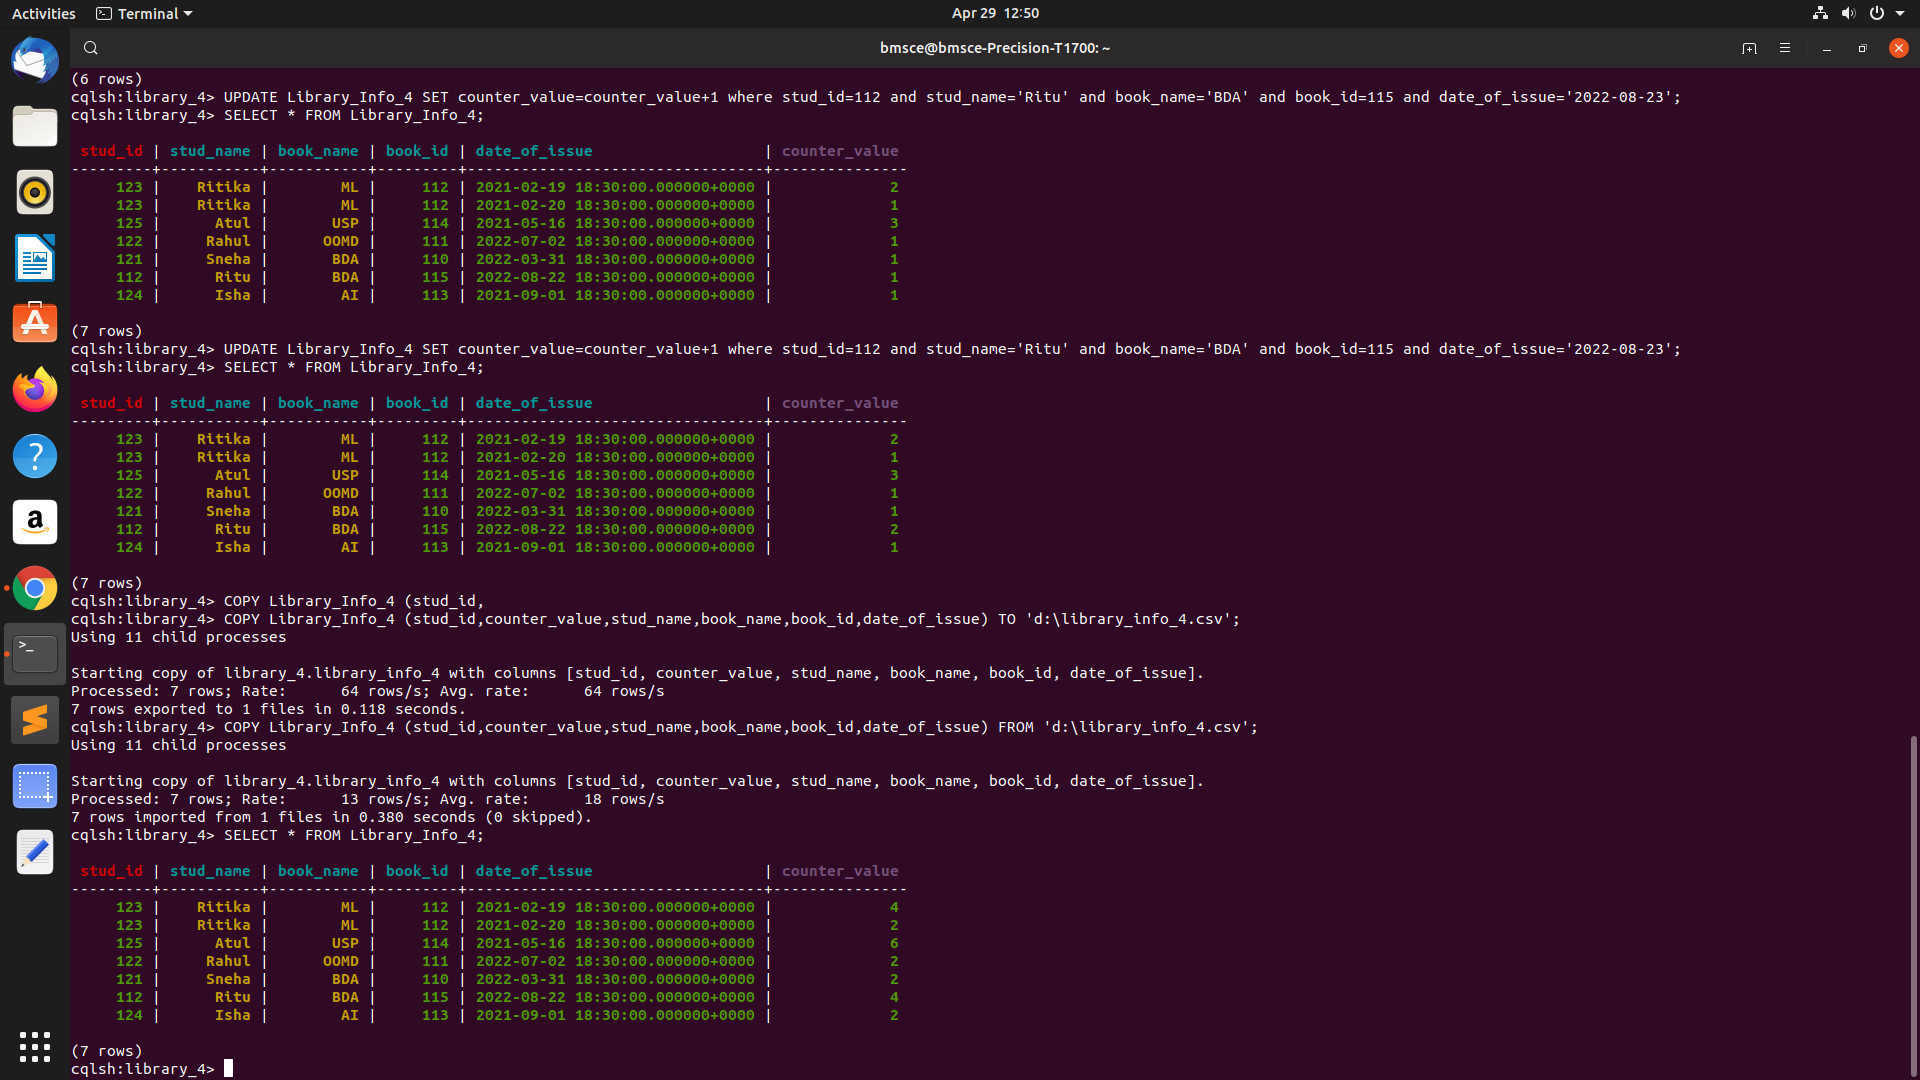 Activities Terminal Apr 29 12:50
bmsce@bmsce-Precision-T1700: ~
(6 rows)
cqlsh:library_4> UPDATE Library_Info_4 SET counter_value=counter_value+1 where stud_id=112 and stud_name='Ritu' and book_name='BDA' and book_id=115 and date_of_issue='2022-08-23';
cqlsh:library_4> SELECT * FROM Library_Info_4;
stud_id | stud_name | book_name | book_id | date_of_issue | counter_value
---------+-----------+-----------+---------+---------------------------------+---------------
123 | Ritika | ML | 112 | 2021-02-19 18:30:00.000000+0000 | 2
123 | Ritika | ML | 112 | 2021-02-20 18:30:00.000000+0000 | 1
125 | Atul | USP | 114 | 2021-05-16 18:30:00.000000+0000 | 3
122 | Rahul | OOMD | 111 | 2022-07-02 18:30:00.000000+0000 | 1
121 | Sneha | BDA | 110 | 2022-03-31 18:30:00.000000+0000 | 1
112 | Ritu | BDA | 115 | 2022-08-22 18:30:00.000000+0000 | 1
124 | Isha | AI | 113 | 2021-09-01 18:30:00.000000+0000 | 1
(7 rows)
cqlsh:library_4> UPDATE Library_Info_4 SET counter_value=counter_value+1 where stud_id=112 and stud_name='Ritu' and book_name='BDA' and book_id=115 and date_of_issue='2022-08-23';
cqlsh:library_4> SELECT * FROM Library_Info_4;
stud_id | stud_name | book_name | book_id | date_of_issue | counter_value
---------+-----------+-----------+---------+---------------------------------+---------------
123 | Ritika | ML | 112 | 2021-02-19 18:30:00.000000+0000 | 2
123 | Ritika | ML | 112 | 2021-02-20 18:30:00.000000+0000 | 1
125 | Atul | USP | 114 | 2021-05-16 18:30:00.000000+0000 | 3
122 | Rahul | OOMD | 111 | 2022-07-02 18:30:00.000000+0000 | 1
121 | Sneha | BDA | 110 | 2022-03-31 18:30:00.000000+0000 | 1
112 | Ritu | BDA | 115 | 2022-08-22 18:30:00.000000+0000 | 2
124 | Isha | AI | 113 | 2021-09-01 18:30:00.000000+0000 | 1
(7 rows)
cqlsh:library_4> COPY Library_Info_4 (stud_id,
cqlsh:library_4> COPY Library_Info_4 (stud_id,counter_value,stud_name,book_name,book_id,date_of_issue) TO 'd:\library_info_4.csv';
Using 11 child processes
Starting copy of library_4.library_info_4 with columns [stud_id, counter_value, stud_name, book_name, book_id, date_of_issue].
Processed: 7 rows; Rate: 64 rows/s; Avg. rate: 64 rows/s
7 rows exported to 1 files in 0.118 seconds.
cqlsh:library_4> COPY Library_Info_4 (stud_id,counter_value,stud_name,book_name,book_id,date_of_issue) FROM 'd:\library_info_4.csv';
Using 11 child processes
Starting copy of library_4.library_info_4 with columns [stud_id, counter_value, stud_name, book_name, book_id, date_of_issue].
Processed: 7 rows; Rate: 13 rows/s; Avg. rate: 18 rows/s
7 rows imported from 1 files in 0.380 seconds (0 skipped).
cqlsh:library_4> SELECT * FROM Library_Info_4;
stud_id | stud_name | book_name | book_id | date_of_issue | counter_value
---------+-----------+-----------+---------+---------------------------------+---------------
123 | Ritika | ML | 112 | 2021-02-19 18:30:00.000000+0000 | 4
123 | Ritika | ML | 112 | 2021-02-20 18:30:00.000000+0000 | 2
125 | Atul | USP | 114 | 2021-05-16 18:30:00.000000+0000 | 6
122 | Rahul | OOMD | 111 | 2022-07-02 18:30:00.000000+0000 | 2
121 | Sneha | BDA | 110 | 2022-03-31 18:30:00.000000+0000 | 2
112 | Ritu | BDA | 115 | 2022-08-22 18:30:00.000000+0000 | 4
124 | Isha | AI | 113 | 2021-09-01 18:30:00.000000+0000 | 2
(7 rows)
cqlsh:library_4>